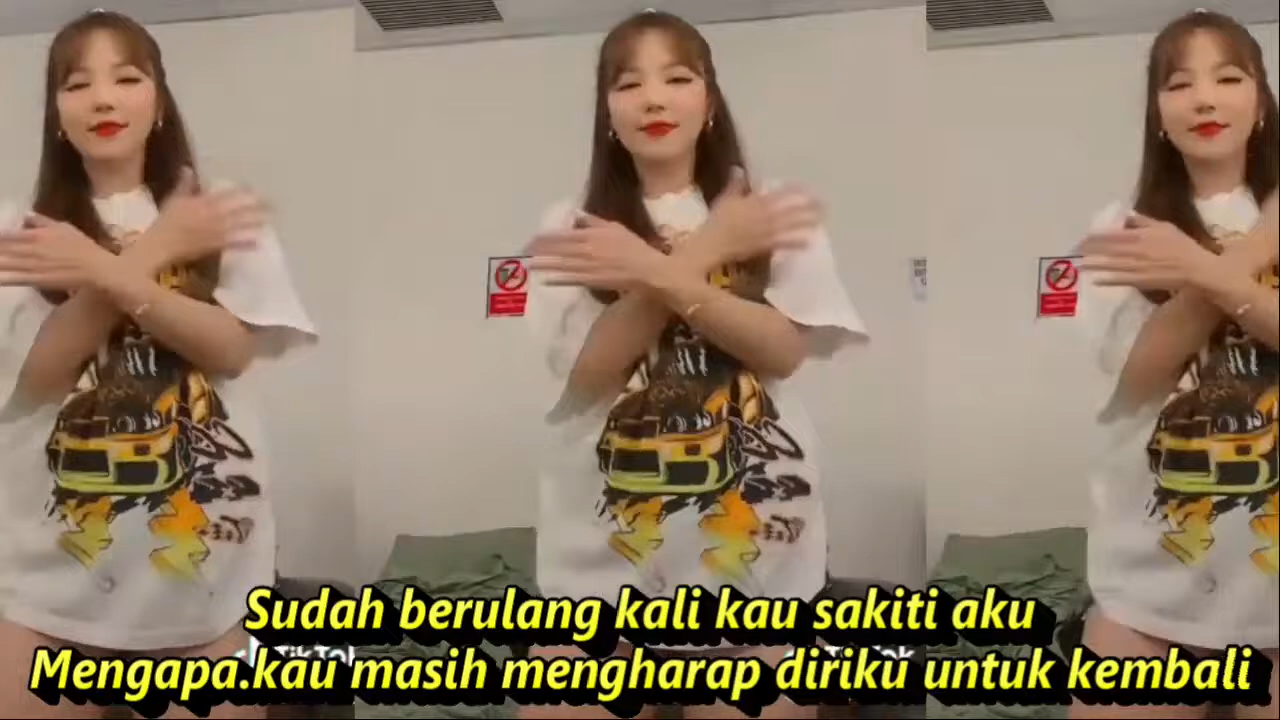 Sudah berulang kali kau sakiti aku
Mengapa.kau masih mengharap diriku untuk kembali